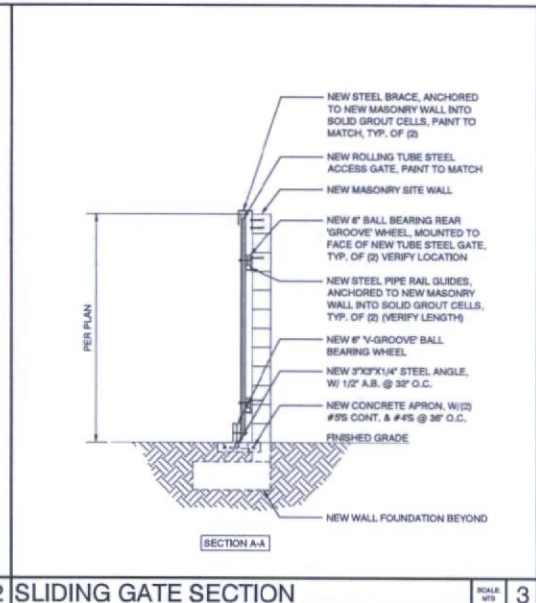 NEW STEEL BRACE, ANCHORED
TO NEW MASONRY WALL INTO
SOLID GROUT CELLS, PAINT TO
MATCH, TYP. OF (2)
NEW ROLLING TUBE STEEL
ACCESS GATE, PAINT TO MATCH
NEW MASONRY SITE WALL
NEW 6" BALL BEARING REAR
'GROOVE' WHEEL, MOUNTED TO
FACE OF NEW TUBE STEEL GATE,
TYP. OF (2) VERIFY LOCATION
NEW STEEL PIPE RAIL GUIDES,
ANCHORED TO NEW MASONRY
WALL INTO SOLID GROUT CELLS,
TYP. OF (2) (VERIFY LENGTH)
NEW 6" 'V-GROOVE' BALL
BEARING WHEEL
NEW 3"X3"X1/4" STEEL ANGLE,
W/ 1/2" A.B. @ 32" O.C.
NEW CONCRETE APRON, W/(2)
#5'S CONT. & #4'S @ 36" O.C.
FINISHED GRADE
NEW WALL FOUNDATION BEYOND
PER PLAN
SECTION A-A
2
SLIDING GATE SECTION
SCALE:
NTS
3